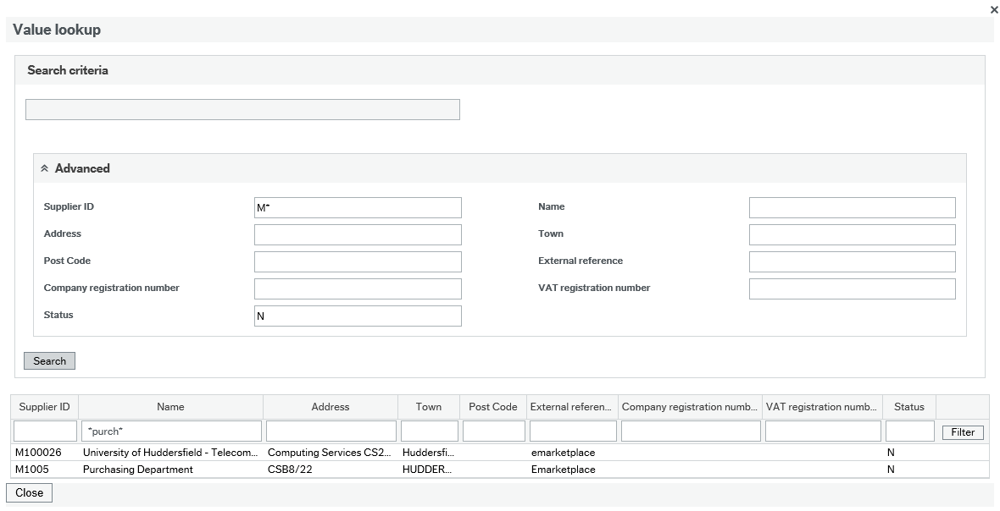 ×
Value lookup
Search criteria
Advanced
Supplier ID M* Name
Address Town
Post Code External reference
Company registration number VAT registration number
Status N
Search
Supplier ID Name Address Town Post Code External referen... Company registration numb... VAT registration numb... Status
*purch* Filter
M100026 University of Huddersfield - Telecom... Computing Services CS2... Huddersfi... emarketplace N
M1005 Purchasing Department CSB8/22 HUDDER... Emarketplace N
Close